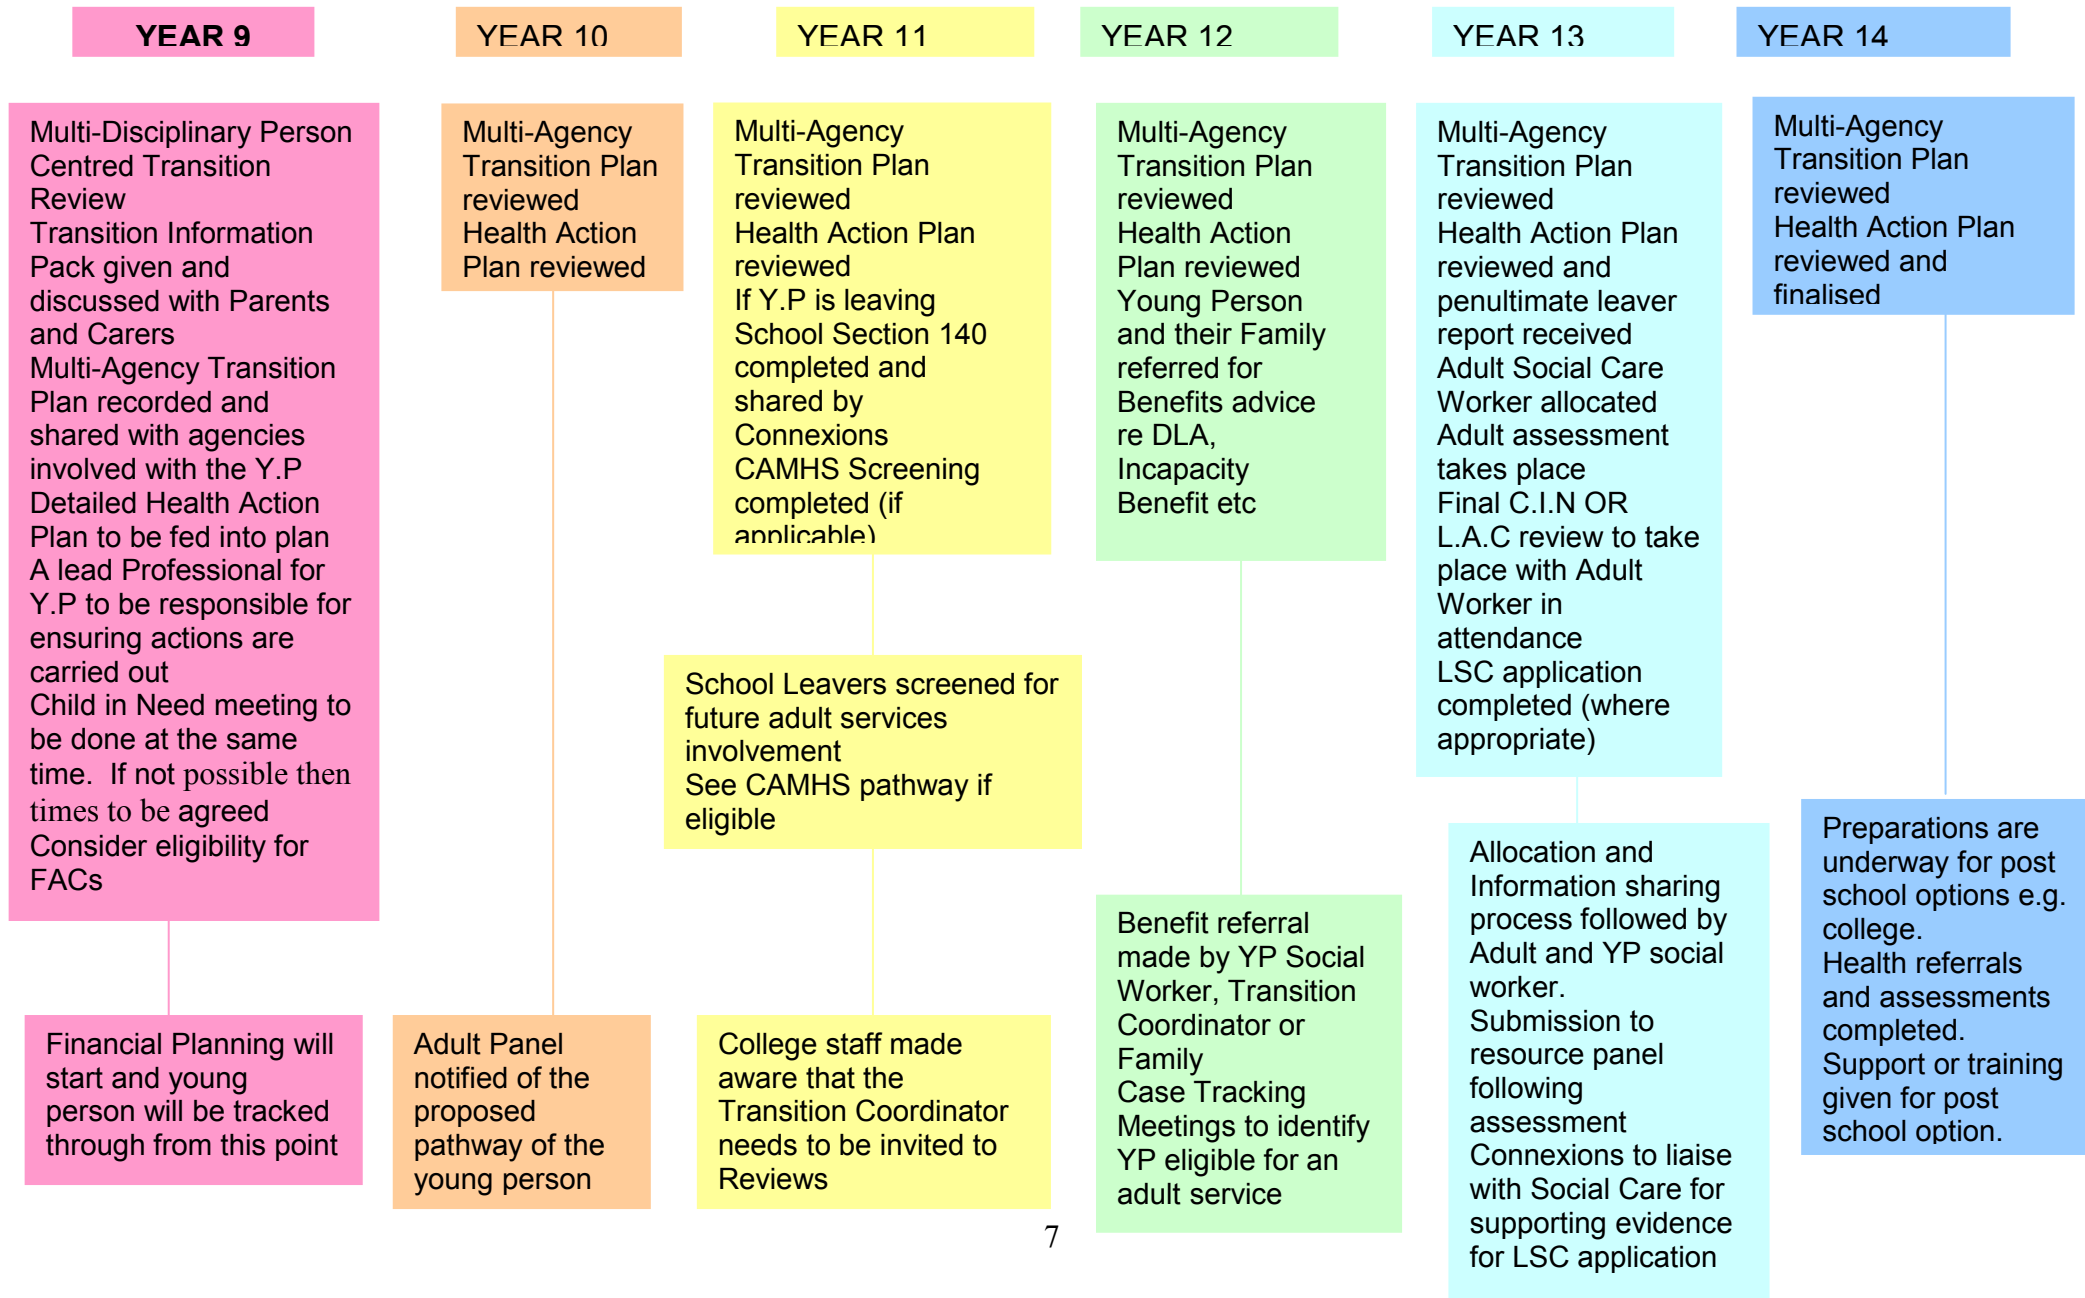 YEAR 9
YEAR 10
YEAR 11
YEAR 12
YEAR 13
YEAR 14
Multi-Disciplinary Person
Centred Transition
Review
Transition Information
Pack given and
discussed with Parents
and Carers
Multi-Agency Transition
Plan recorded and
shared with agencies
involved with the Y.P
Detailed Health Action
Plan to be fed into plan
A lead Professional for
Y.P to be responsible for
ensuring actions are
carried out
Child in Need meeting to
be done at the same
time.  If not possible then
times to be agreed
Consider eligibility for
FACs
Financial Planning will
start and young
person will be tracked
through from this point
Multi-Agency
Transition Plan
reviewed
Health Action
Plan reviewed
Adult Panel
notified of the
proposed
pathway of the
young person
Multi-Agency
Transition Plan
reviewed
Health Action Plan
reviewed
If Y.P is leaving
School Section 140
completed and
shared by
Connexions
CAMHS Screening
completed (if
applicable)
School Leavers screened for
future adult services
involvement
See CAMHS pathway if
eligible
College staff made
aware that the
Transition Coordinator
needs to be invited to
Reviews
Multi-Agency
Transition Plan
reviewed
Health Action
Plan reviewed
Young Person
and their Family
referred for
Benefits advice
re DLA,
Incapacity
Benefit etc
Benefit referral
made by YP Social
Worker, Transition
Coordinator or
Family
Case Tracking
Meetings to identify
YP eligible for an
adult service
Multi-Agency
Transition Plan
reviewed
Health Action Plan
reviewed and
penultimate leaver
report received
Adult Social Care
Worker allocated
Adult assessment
takes place
Final C.I.N OR
L.A.C review to take
place with Adult
Worker in
attendance
LSC application
completed (where
appropriate)
Allocation and
Information sharing
process followed by
Adult and YP social
worker.
Submission to
resource panel
following
assessment
Connexions to liaise
with Social Care for
supporting evidence
for LSC application
Multi-Agency
Transition Plan
reviewed
Health Action Plan
reviewed and
finalised
Preparations are
underway for post
school options e.g.
college.
Health referrals
and assessments
completed.
Support or training
given for post
school option.
7